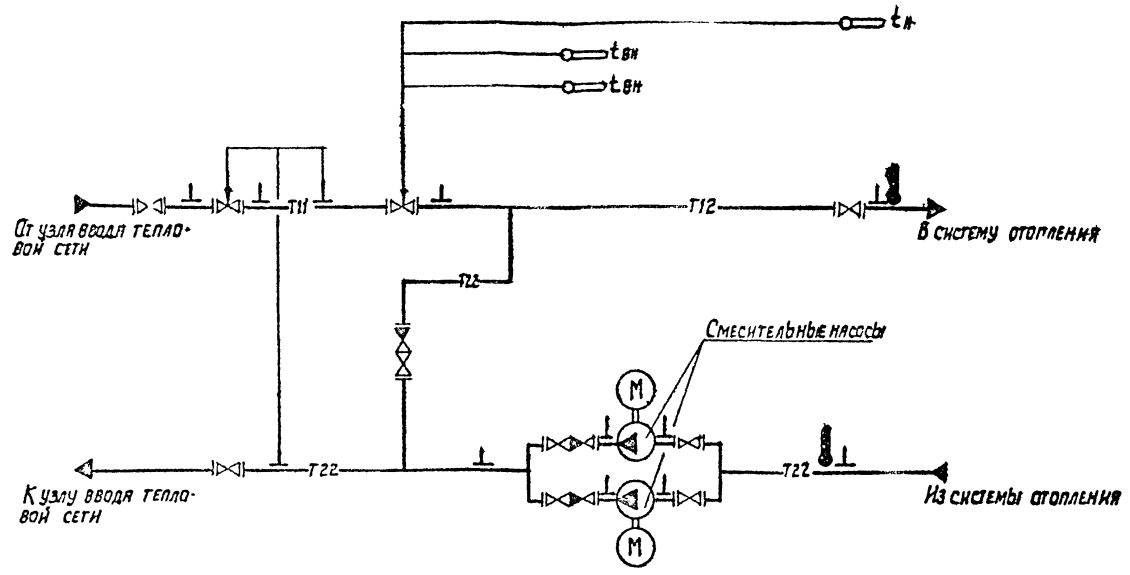 tн
tвн
tвн
Т11
Т12
От узла ввода тепло-
вой сети
В систему отопления
Т22
Смесительные насосы
М
Т22
Т22
К узлу ввода тепло-
вой сети
Из системы отопления
М